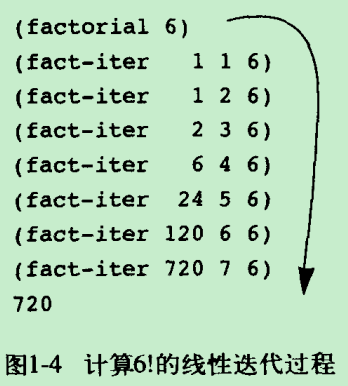 (factorial 6)
(fact-iter 1 1 6)
(fact-iter 1 2 6)
(fact-iter 2 3 6)
(fact-iter 6 4 6)
(fact-iter 24 5 6)
(fact-iter 120 6 6)
(fact-iter 720 7 6)
720
图1-4 计算6!的线性迭代过程